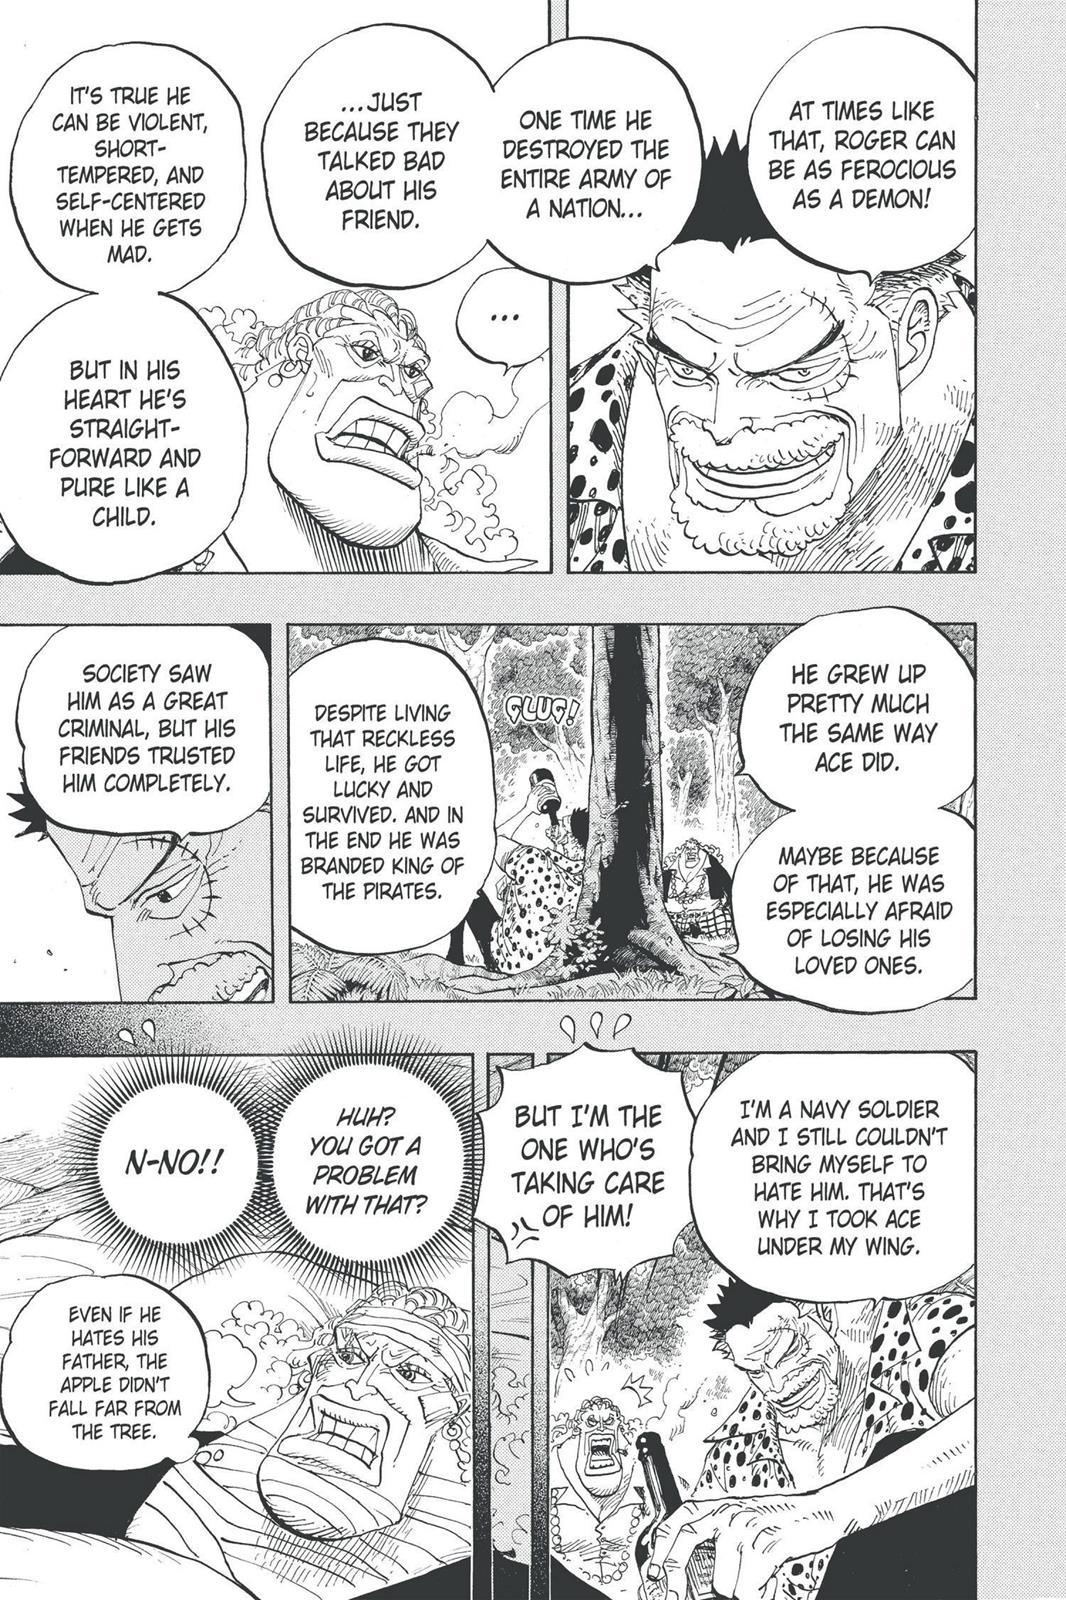 AT TIMES LIKE
THAT, ROGER CAN
BE AS FEROCIOUS
AS A DEMON!
ONE TIME HE
DESTROYED THE
ENTIRE ARMY OF
A NATION...
...JUST
BECAUSE THEY
TALKED BAD
ABOUT HIS
FRIEND.
...
IT'S TRUE HE
CAN BE VIOLENT,
SHORT-
TEMPERED, AND
SELF-CENTERED
WHEN HE GETS
MAD.
BUT IN HIS
HEART HE'S
STRAIGHT-
FORWARD AND
PURE LIKE A
CHILD.
HE GREW UP
PRETTY MUCH
THE SAME WAY
ACE DID.
MAYBE BECAUSE
OF THAT, HE WAS
ESPECIALLY AFRAID
OF LOSING HIS
LOVED ONES.
GLUG!
DESPITE LIVING
THAT RECKLESS
LIFE, HE GOT
LUCKY AND
SURVIVED. AND IN
THE END HE WAS
BRANDED KING OF
THE PIRATES.
SOCIETY SAW
HIM AS A GREAT
CRIMINAL, BUT HIS
FRIENDS TRUSTED
HIM COMPLETELY.
I'M A NAVY SOLDIER
AND I STILL COULDN'T
BRING MYSELF TO
HATE HIM. THAT'S
WHY I TOOK ACE
UNDER MY WING.
BUT I'M THE
ONE WHO'S
TAKING CARE
OF HIM!
HUH?
YOU GOT A
PROBLEM
WITH THAT?
N-NO!!
EVEN IF HE
HATES HIS
FATHER, THE
APPLE DIDN'T
FALL FAR FROM
THE TREE.